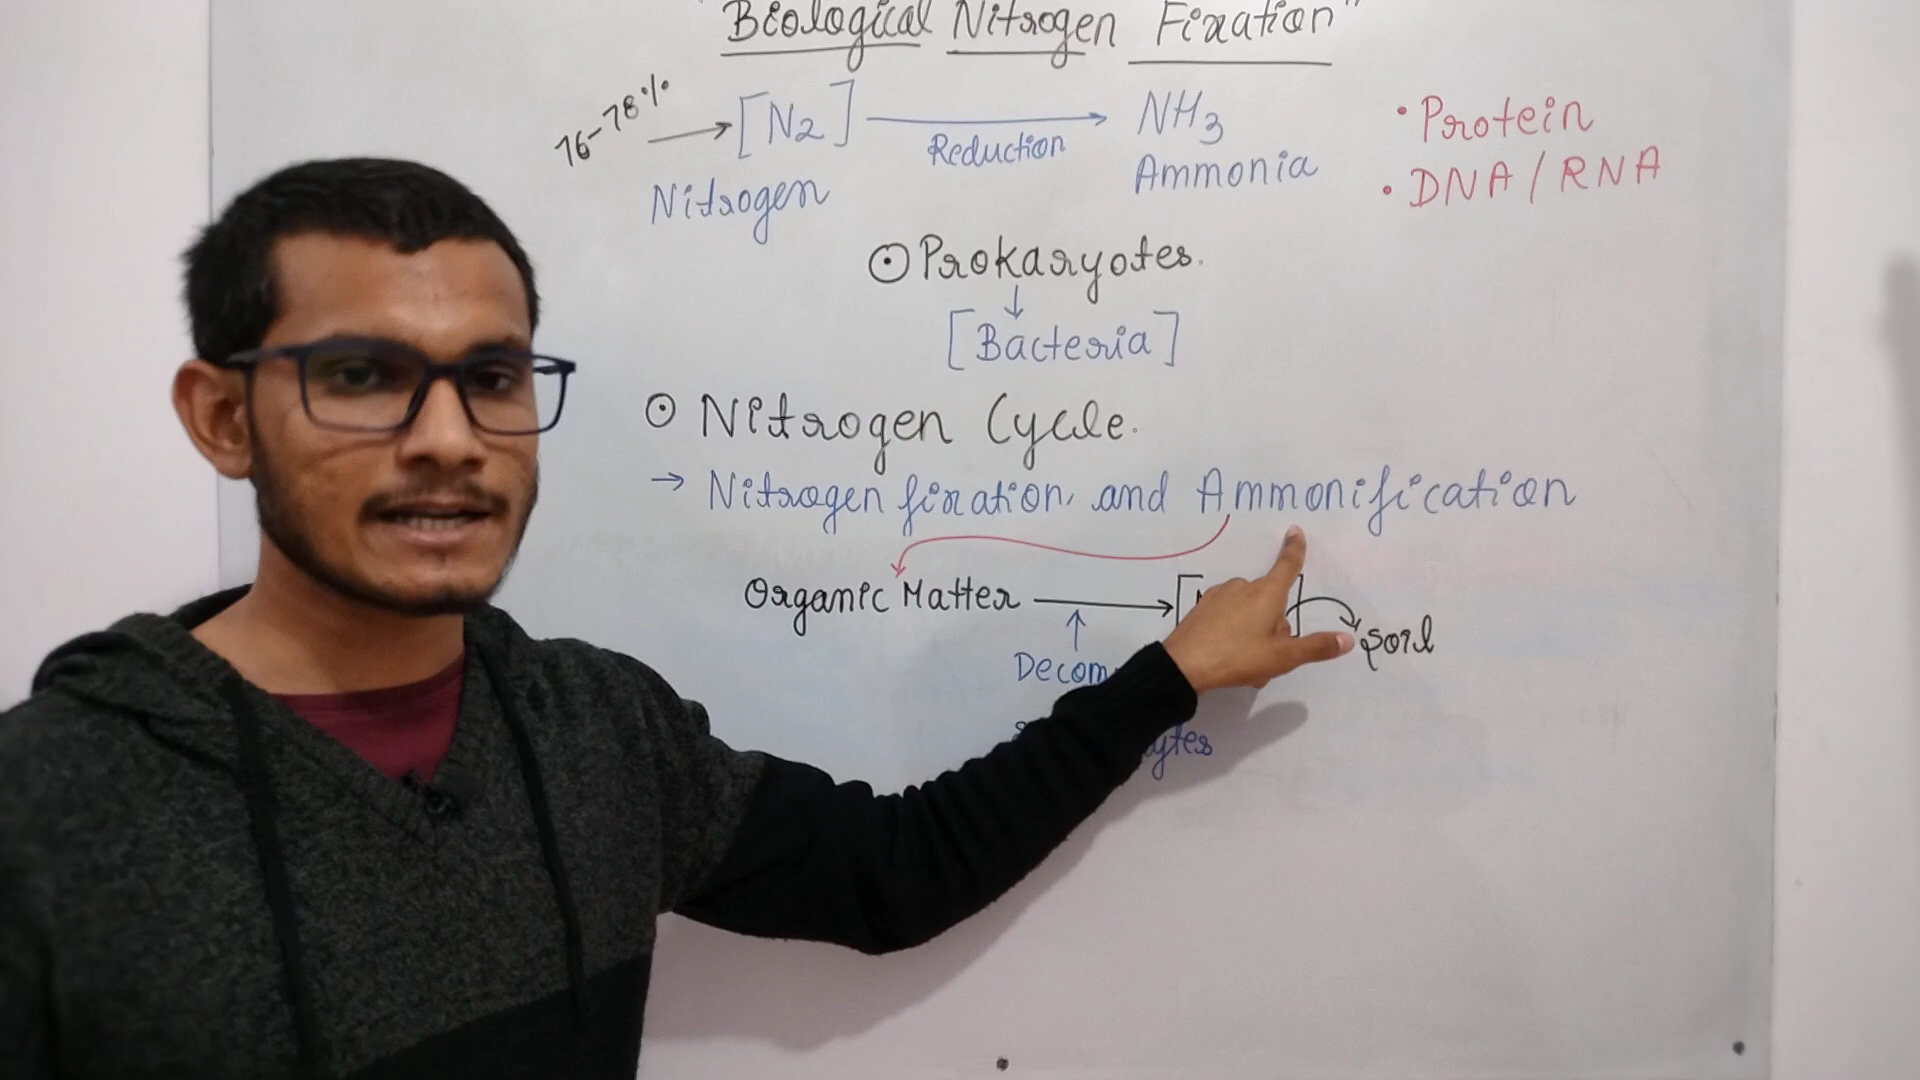 "Biological Nitrogen Fixation"
76-78% → [N2] → NH3
Reduction
Nitrogen
Ammonia
• Protein
• DNA/RNA
⊙ Prokaryotes.
↓
[Bacteria]
⊙ Nitrogen Cycle.
→ Nitrogen fixation, and Ammonification
Organic Matter → [
soil
↑